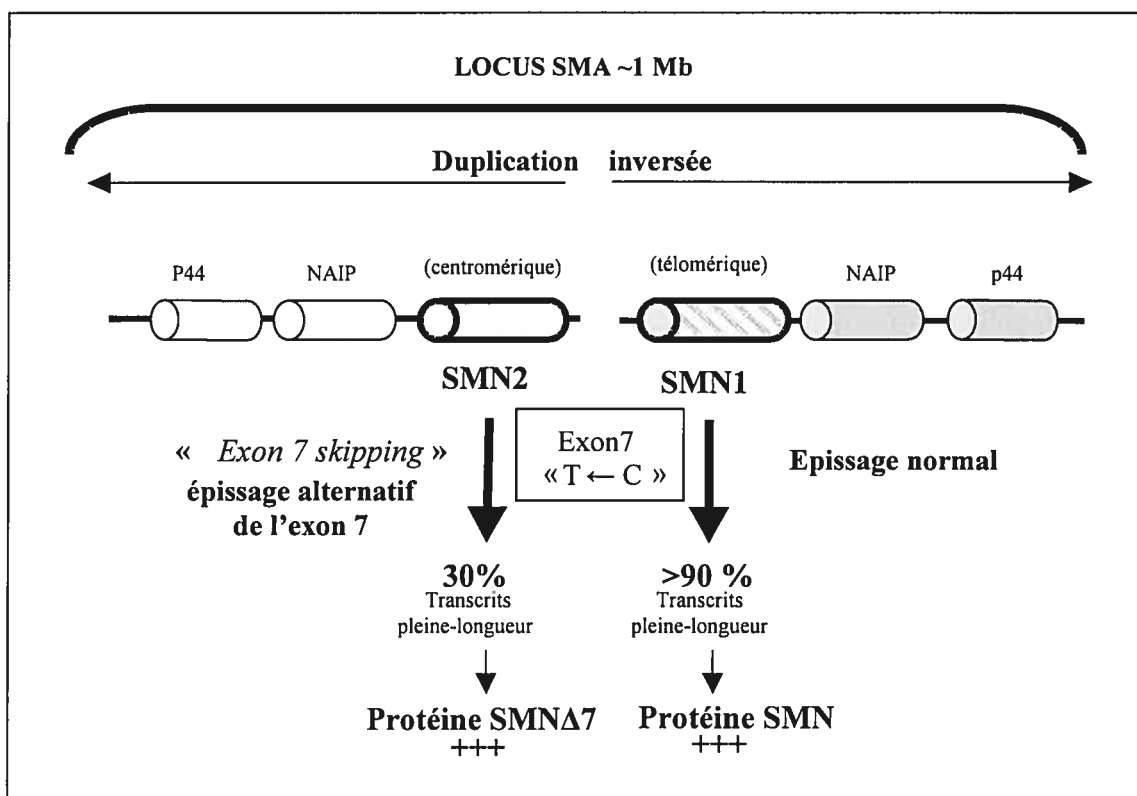 LOCUS SMA ~1 Mb
Duplication inversée
P44 NAIP (centromérique) (télomérique) NAIP p44
SMN2 SMN1
« Exon 7 skipping »
épissage alternatif
de l'exon 7
Exon7
« T ← C »
Epissage normal
30% >90 %
Transcrits Transcrits
pleine-longueur pleine-longueur
Protéine SMNΔ7 Protéine SMN
+++ +++